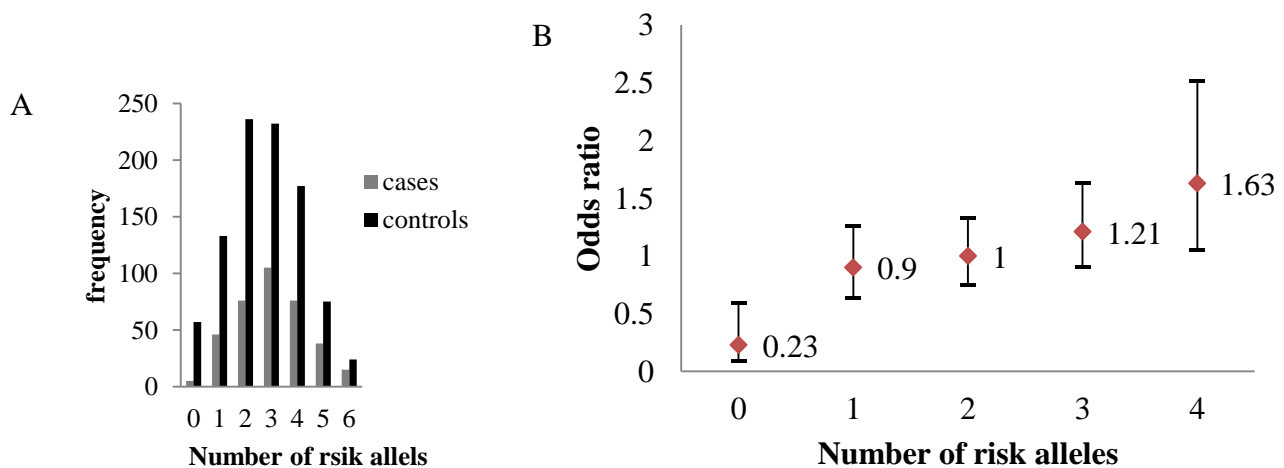 A
250
200
150
100
50
0
frequency
0 1 2 3 4 5 6
Number of rsik allels
cases
controls
B
3
2.5
2
1.5
1
0.5
0
Odds ratio
0.23
0.9
1
1.21
1.63
0 1 2 3 4
Number of risk alleles